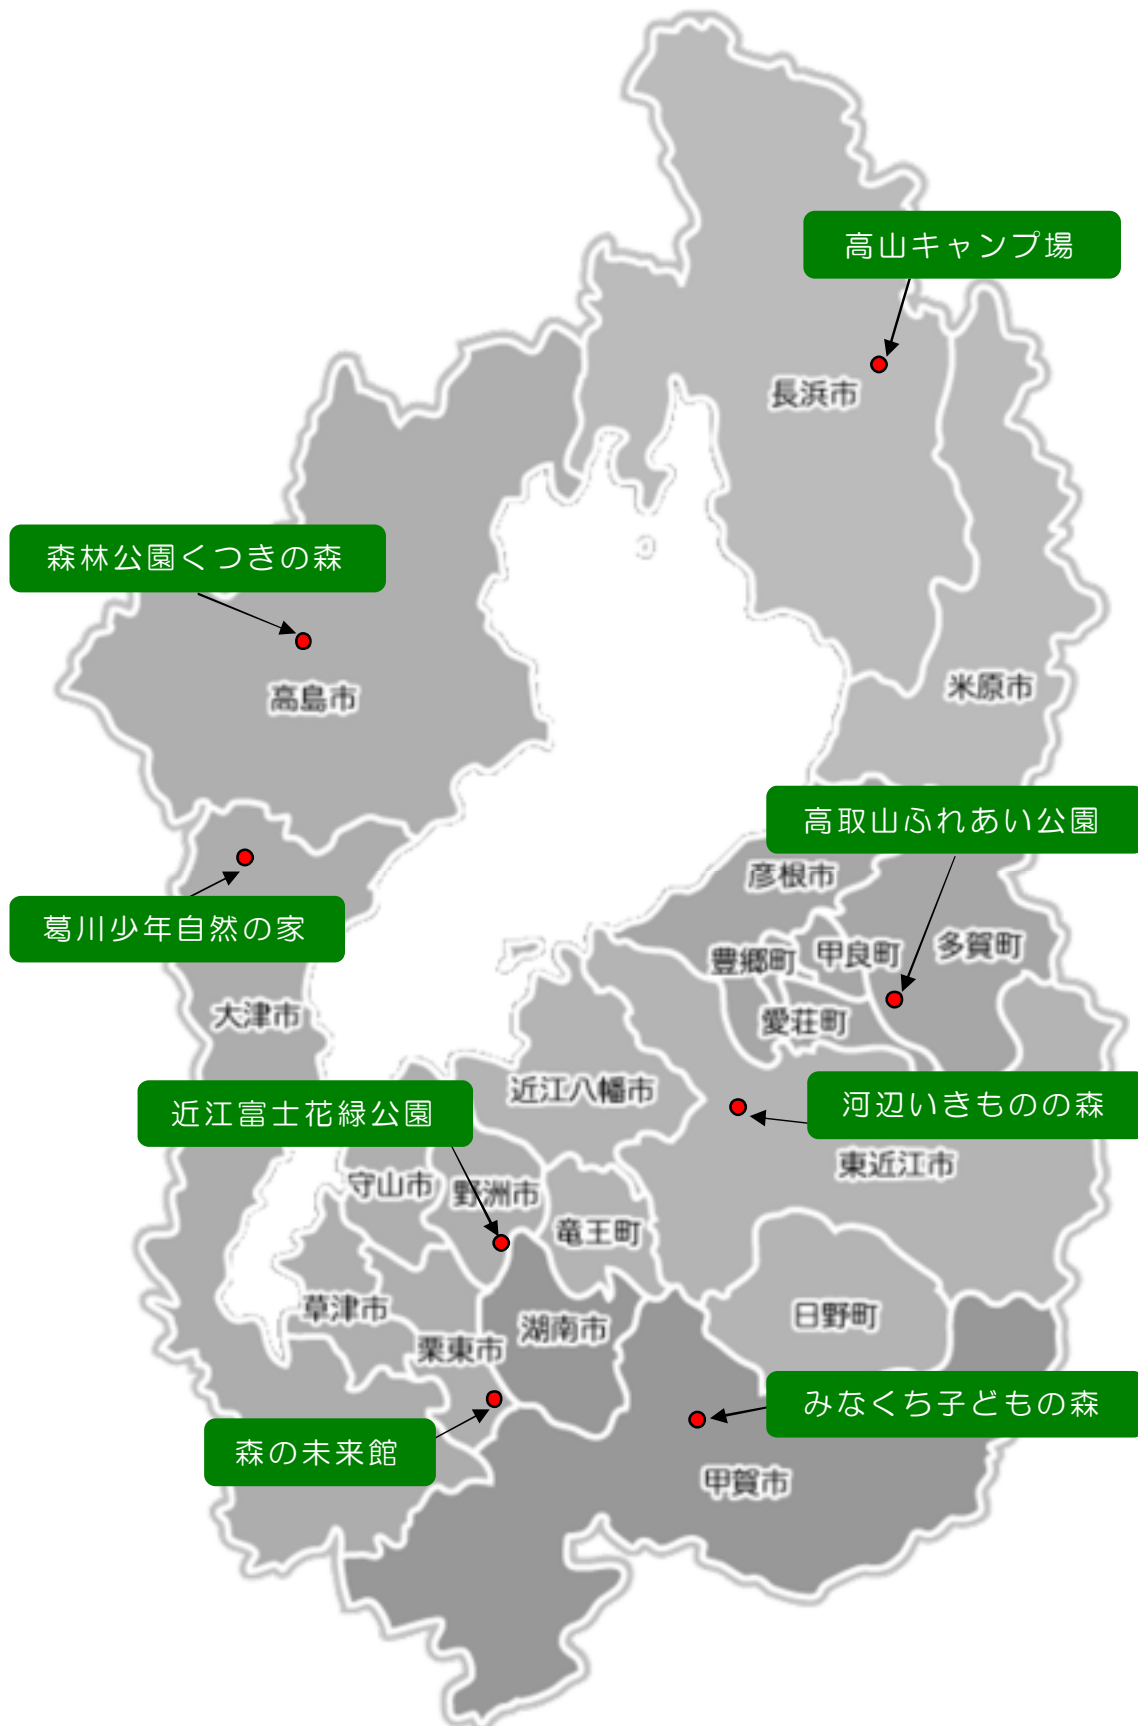 高山キャンプ場
長浜市
森林公園くつきの森
高島市
米原市
高取山ふれあい公園
彦根市
葛川少年自然の家
豊郷町
甲良町
多賀町
大津市
愛荘町
近江八幡市
近江富士花緑公園
河辺いきものの森
東近江市
守山市
野洲市
竜王町
草津市
湖南市
日野町
栗東市
みなくち子どもの森
森の未来館
甲賀市